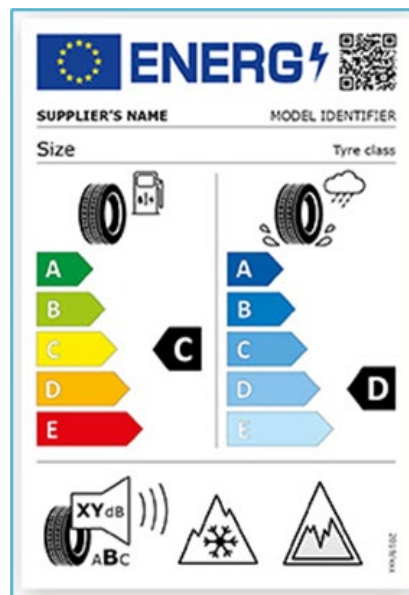 ENERG
SUPPLIER'S NAME MODEL IDENTIFIER
Size Tyre class
A A
B B
C C C
D D D
E E
XYdB
ABC